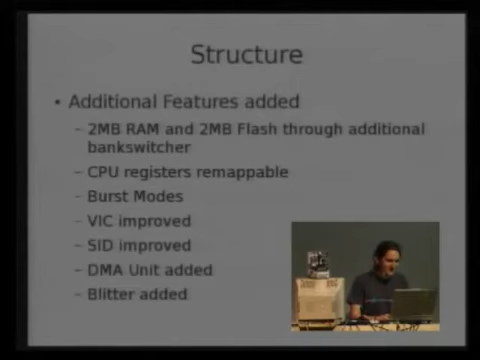 Structure
• Additional Features added
– 2MB RAM and 2MB Flash through additional
bankswitcher
– CPU registers remappable
– Burst Modes
– VIC improved
– SID improved
– DMA Unit added
– Blitter added